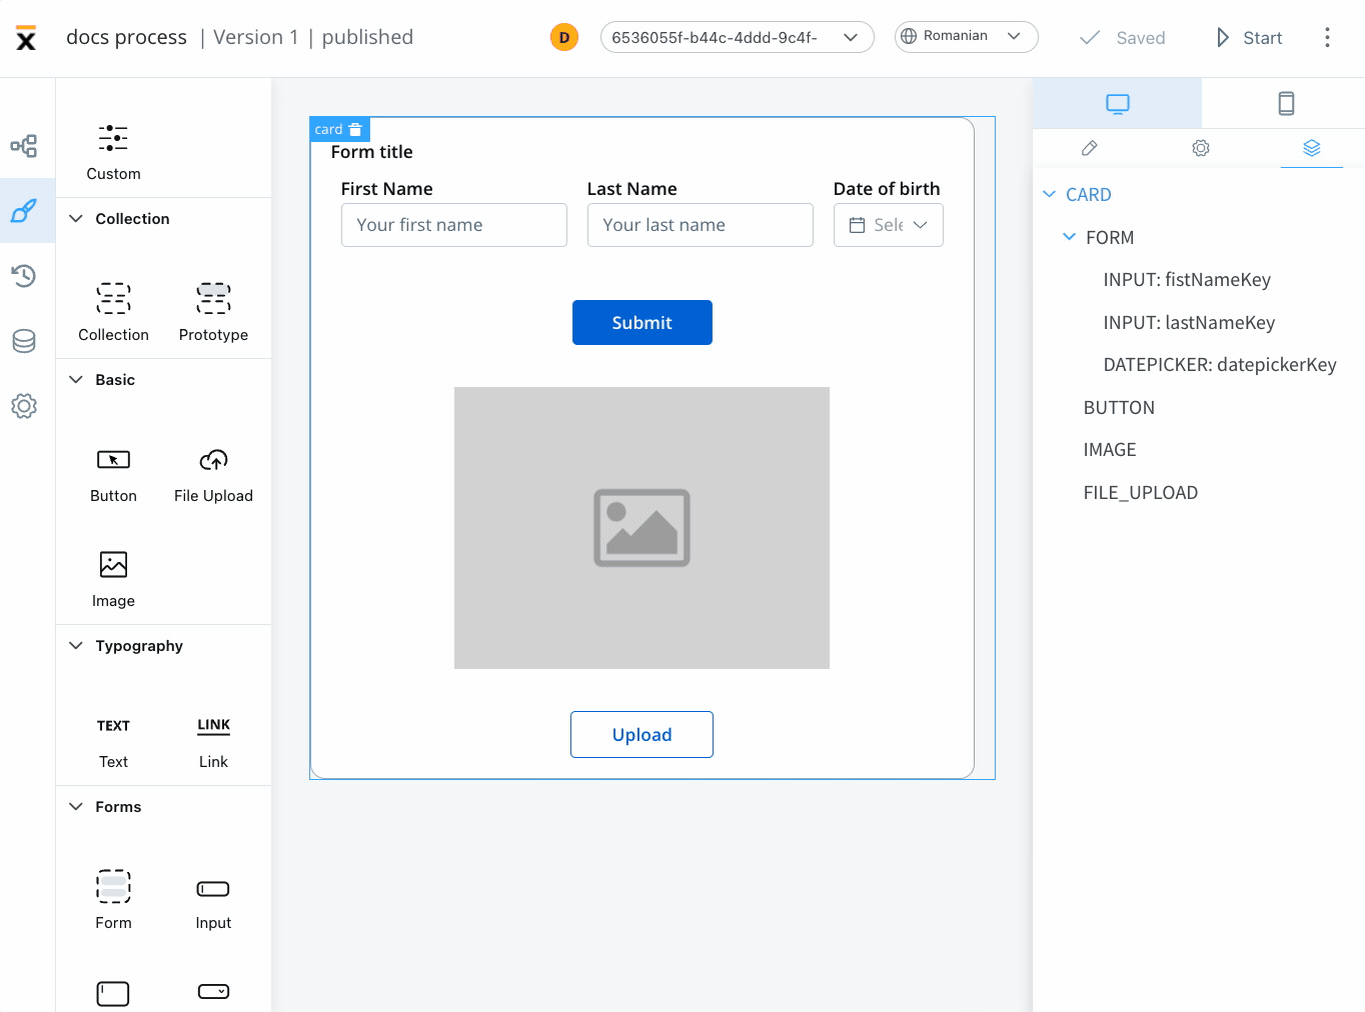 docs process | Version 1 | published
D
6536055f-b44c-4ddd-9c4f-
Romanian
Saved
Start
Custom
Collection
Collection Prototype
Basic
Button File Upload
Image
Typography
TEXT LINK
Text Link
Forms
Form Input
card
Form title
First Name Last Name Date of birth
Your first name Your last name Sele
Submit
Upload
CARD
FORM
INPUT: fistNameKey
INPUT: lastNameKey
DATEPICKER: datepickerKey
BUTTON
IMAGE
FILE_UPLOAD